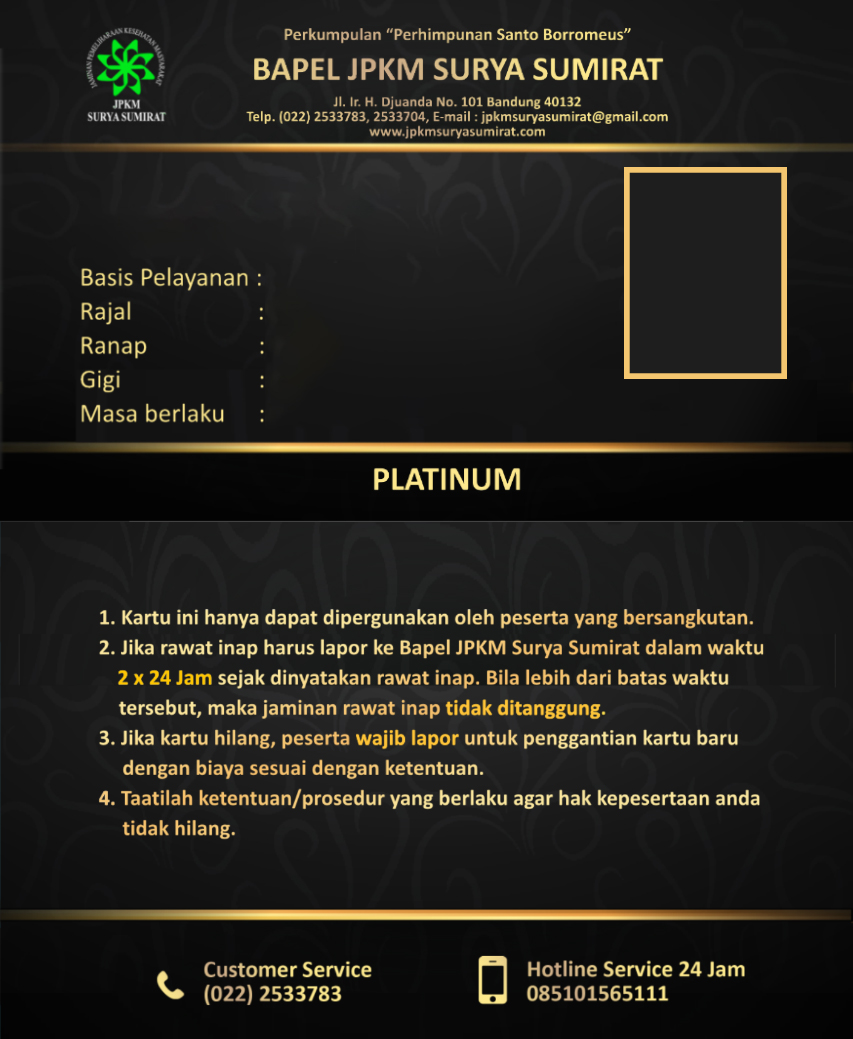 JAMINAN PEMELIHARAAN KESEHATAN MASYARAKAT
JPKM
SURYA SUMIRAT
Perkumpulan “Perhimpunan Santo Borromeus”
BAPEL JPKM SURYA SUMIRAT
Jl. Ir. H. Djuanda No. 101 Bandung 40132
Telp. (022) 2533783, 2533704, E-mail : jpkmsuryasumirat@gmail.com
www.jpkmsuryasumirat.com
Basis Pelayanan :
Rajal :
Ranap :
Gigi :
Masa berlaku :
PLATINUM
1. Kartu ini hanya dapat dipergunakan oleh peserta yang bersangkutan.
2. Jika rawat inap harus lapor ke Bapel JPKM Surya Sumirat dalam waktu
2 x 24 Jam sejak dinyatakan rawat inap. Bila lebih dari batas waktu
tersebut, maka jaminan rawat inap tidak ditanggung.
3. Jika kartu hilang, peserta wajib lapor untuk penggantian kartu baru
dengan biaya sesuai dengan ketentuan.
4. Taatilah ketentuan/prosedur yang berlaku agar hak kepesertaan anda
tidak hilang.
Customer Service
(022) 2533783
Hotline Service 24 Jam
085101565111